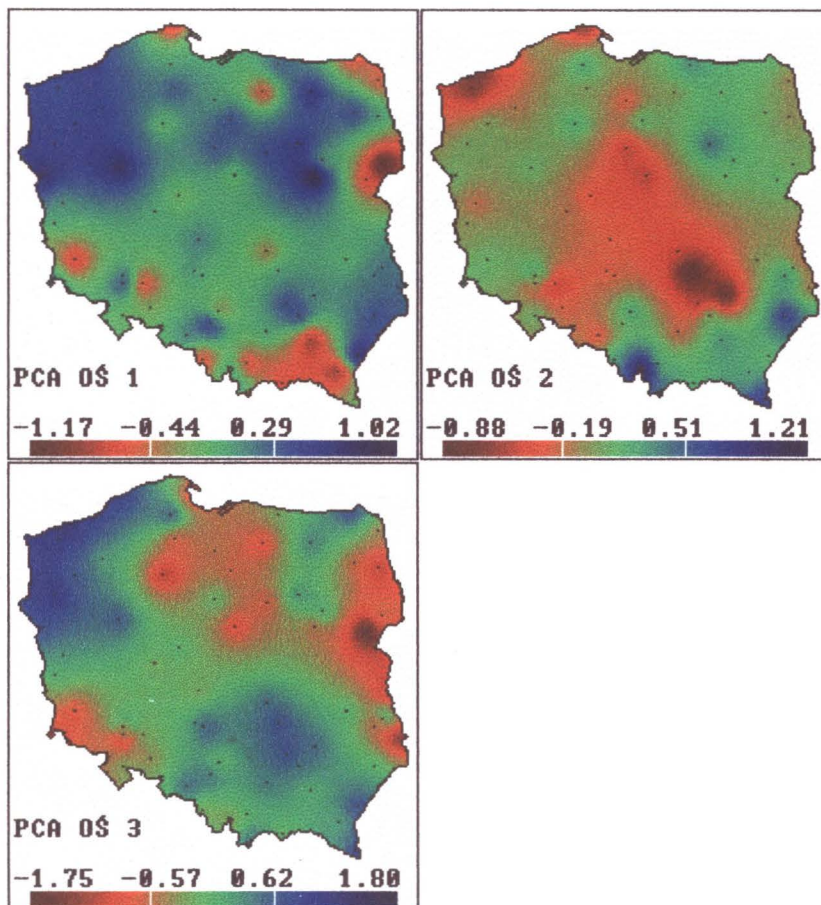 PCA OŚ 1
-1.17 -0.44 0.29 1.02
PCA OŚ 2
-0.88 -0.19 0.51 1.21
PCA OŚ 3
-1.75 -0.57 0.62 1.80